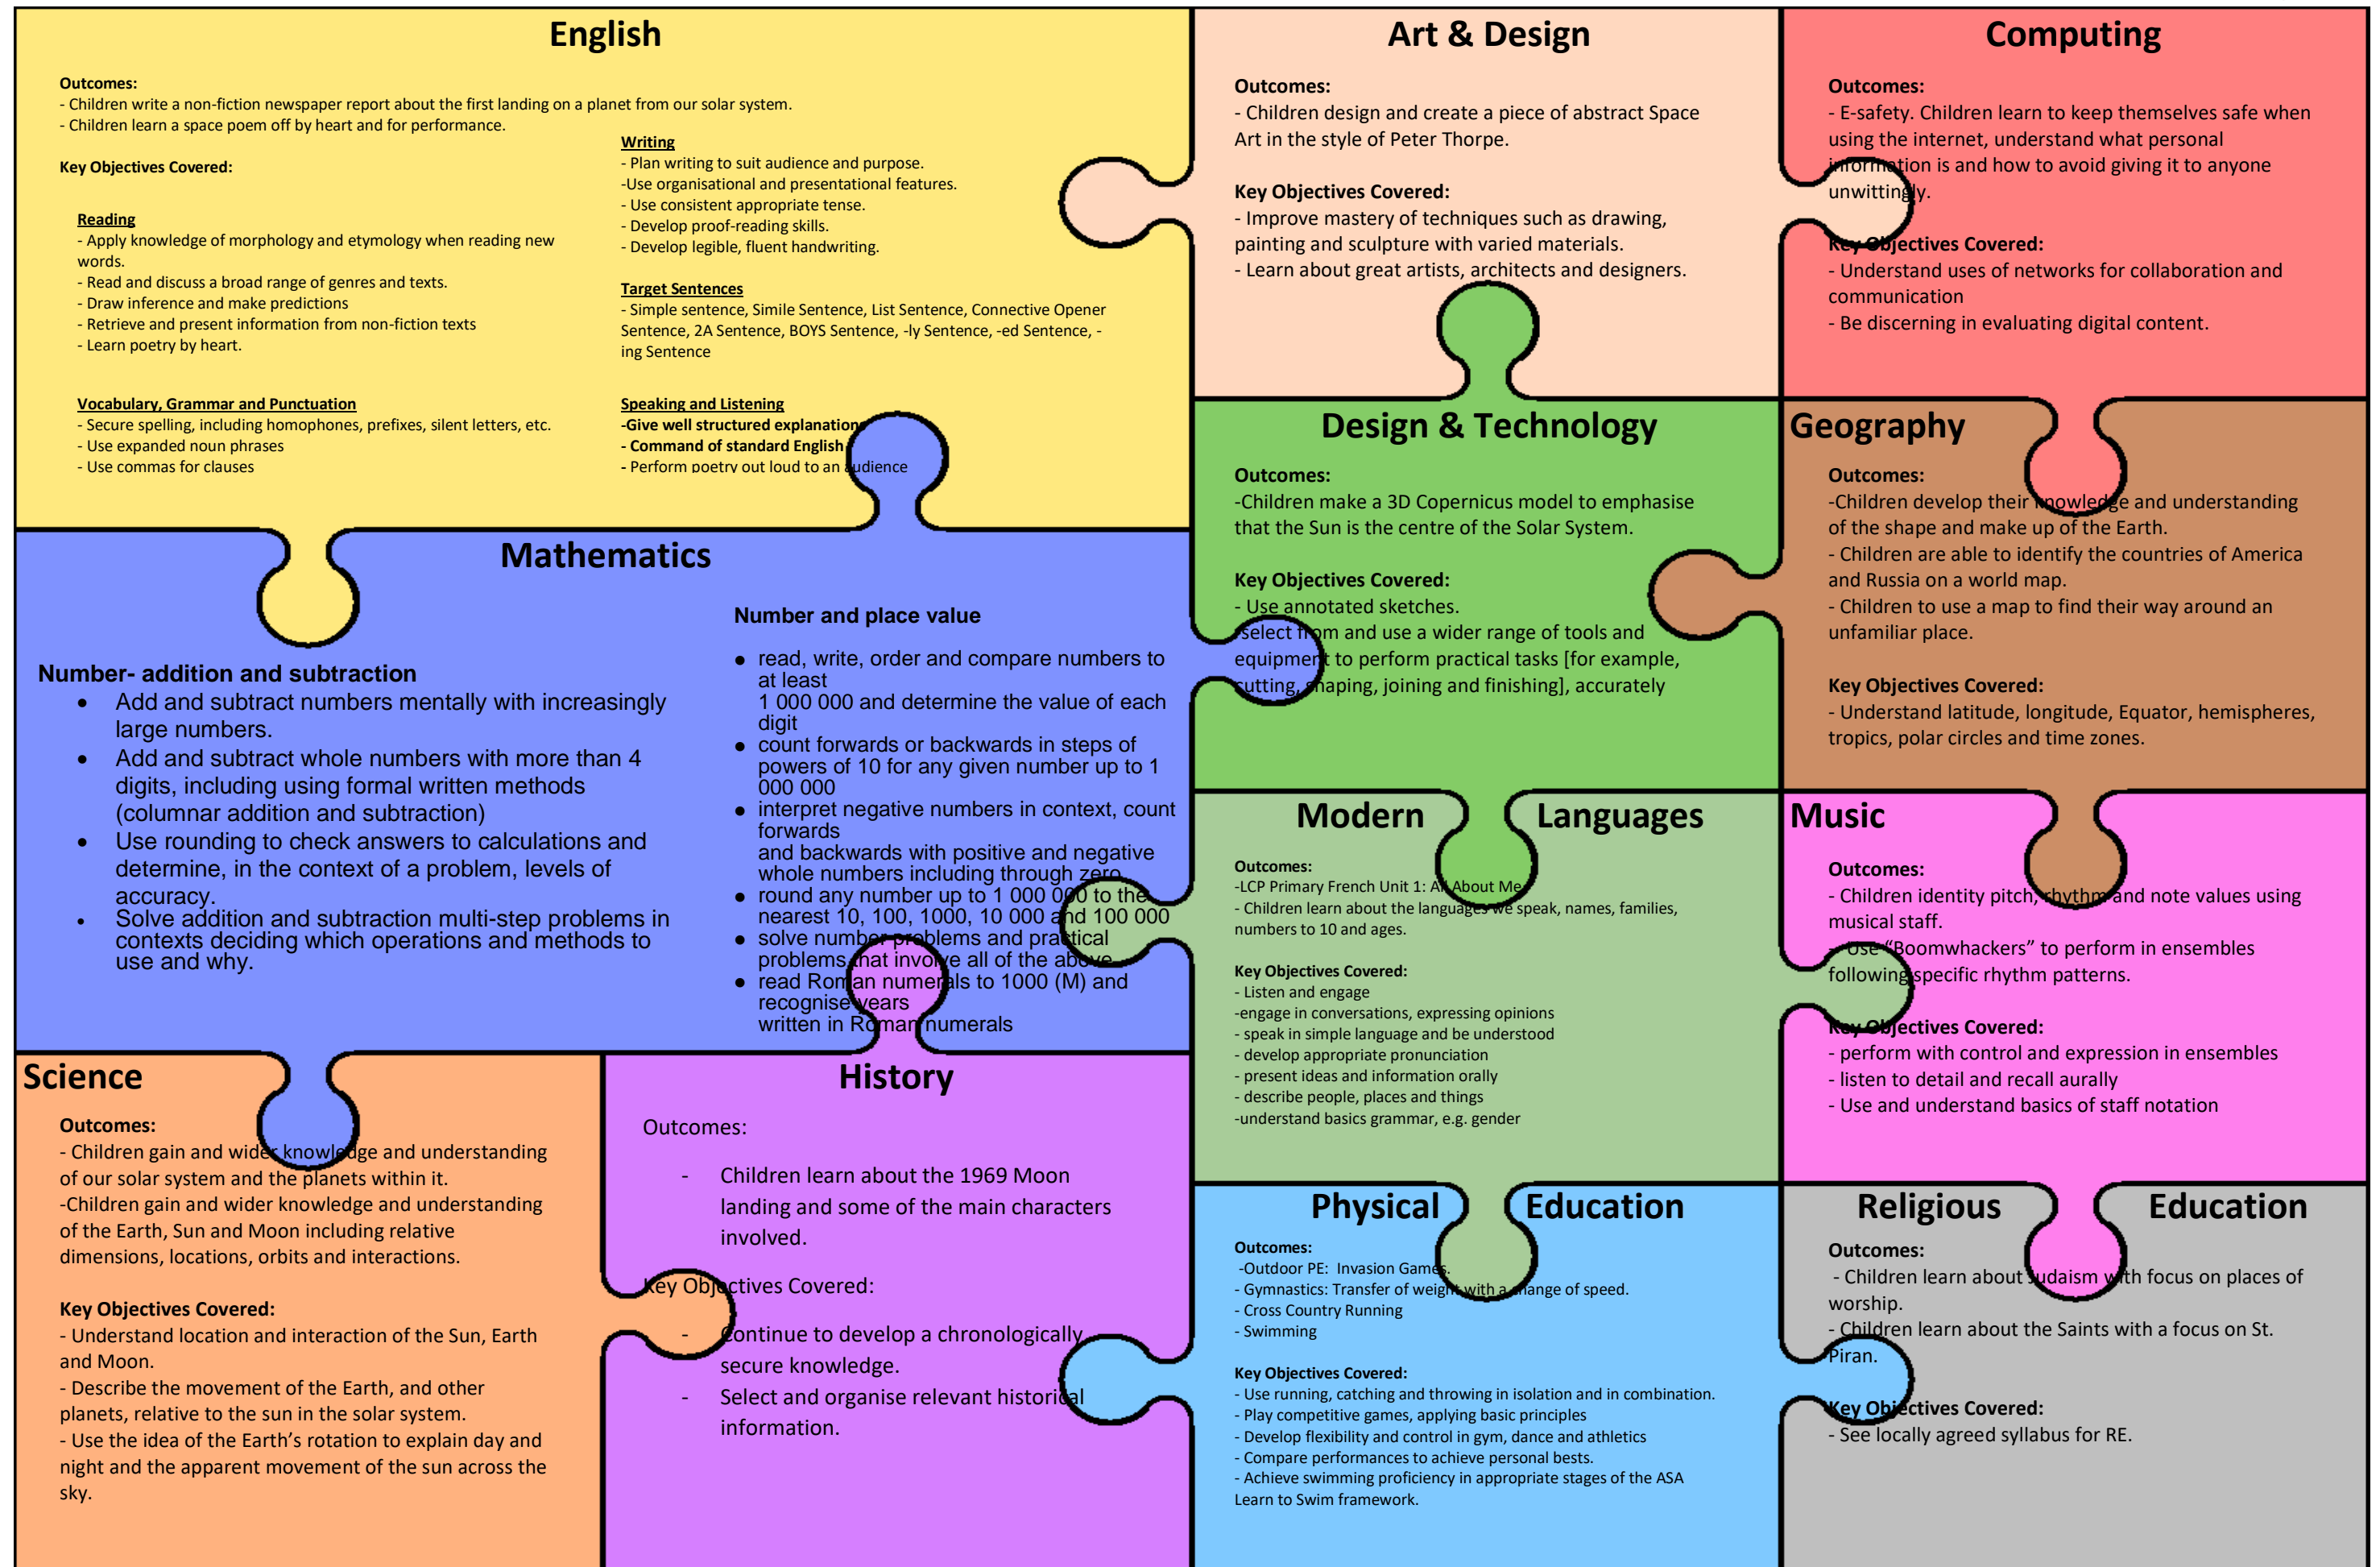 English
Outcomes:
- Children write a non-fiction newspaper report about the first landing on a planet from our solar system.
- Children learn a space poem off by heart and for performance.
Key Objectives Covered:
Reading
- Apply knowledge of morphology and etymology when reading new
words.
- Read and discuss a broad range of genres and texts.
- Draw inference and make predictions
- Retrieve and present information from non-fiction texts
- Learn poetry by heart.
Vocabulary, Grammar and Punctuation
- Secure spelling, including homophones, prefixes, silent letters, etc.
- Use expanded noun phrases
- Use commas for clauses
Writing
- Plan writing to suit audience and purpose.
-Use organisational and presentational features.
- Use consistent appropriate tense.
- Develop proof-reading skills.
- Develop legible, fluent handwriting.
Target Sentences
- Simple sentence, Simile Sentence, List Sentence, Connective Opener
Sentence, 2A Sentence, BOYS Sentence, -ly Sentence, -ed Sentence, -
ing Sentence
Speaking and Listening
-Give well structured explanations
- Command of standard English
- Perform poetry out loud to an audience
Art & Design
Outcomes:
- Children design and create a piece of abstract Space
Art in the style of Peter Thorpe.
Key Objectives Covered:
- Improve mastery of techniques such as drawing,
painting and sculpture with varied materials.
- Learn about great artists, architects and designers.
Computing
Outcomes:
- E-safety. Children learn to keep themselves safe when
using the internet, understand what personal
information is and how to avoid giving it to anyone
unwittingly.
Key Objectives Covered:
- Understand uses of networks for collaboration and
communication
- Be discerning in evaluating digital content.
Design & Technology
Outcomes:
-Children make a 3D Copernicus model to emphasise
that the Sun is the centre of the Solar System.
Key Objectives Covered:
- Use annotated sketches.
-select from and use a wider range of tools and
equipment to perform practical tasks [for example,
cutting, shaping, joining and finishing], accurately
Geography
Outcomes:
-Children develop their knowledge and understanding
of the shape and make up of the Earth.
- Children are able to identify the countries of America
and Russia on a world map.
- Children to use a map to find their way around an
unfamiliar place.
Key Objectives Covered:
- Understand latitude, longitude, Equator, hemispheres,
tropics, polar circles and time zones.
Mathematics
Number- addition and subtraction
• Add and subtract numbers mentally with increasingly
large numbers.
• Add and subtract whole numbers with more than 4
digits, including using formal written methods
(columnar addition and subtraction)
• Use rounding to check answers to calculations and
determine, in the context of a problem, levels of
accuracy.
• Solve addition and subtraction multi-step problems in
contexts deciding which operations and methods to
use and why.
Number and place value
• read, write, order and compare numbers to
at least
1 000 000 and determine the value of each
digit
• count forwards or backwards in steps of
powers of 10 for any given number up to 1
000 000
• interpret negative numbers in context, count
forwards
and backwards with positive and negative
whole numbers including through zero
• round any number up to 1 000 000 to the
nearest 10, 100, 1000, 10 000 and 100 000
• solve number problems and practical
problems that involve all of the above
• read Roman numerals to 1000 (M) and
recognise years
written in Roman numerals
Modern Languages
Outcomes:
-LCP Primary French Unit 1: All About Me
- Children learn about the languages we speak, names, families,
numbers to 10 and ages.
Key Objectives Covered:
- Listen and engage
-engage in conversations, expressing opinions
- speak in simple language and be understood
- develop appropriate pronunciation
- present ideas and information orally
- describe people, places and things
-understand basics grammar, e.g. gender
Music
Outcomes:
- Children identity pitch, rhythm and note values using
musical staff.
- Use “Boomwhackers” to perform in ensembles
following specific rhythm patterns.
Key Objectives Covered:
- perform with control and expression in ensembles
- listen to detail and recall aurally
- Use and understand basics of staff notation
Science
Outcomes:
- Children gain and wider knowledge and understanding
of our solar system and the planets within it.
-Children gain and wider knowledge and understanding
of the Earth, Sun and Moon including relative
dimensions, locations, orbits and interactions.
Key Objectives Covered:
- Understand location and interaction of the Sun, Earth
and Moon.
- Describe the movement of the Earth, and other
planets, relative to the sun in the solar system.
- Use the idea of the Earth’s rotation to explain day and
night and the apparent movement of the sun across the
sky.
History
Outcomes:
- Children learn about the 1969 Moon
landing and some of the main characters
involved.
Key Objectives Covered:
- Continue to develop a chronologically
secure knowledge.
- Select and organise relevant historical
information.
Physical Education
Outcomes:
-Outdoor PE: Invasion Games.
- Gymnastics: Transfer of weight with a change of speed.
- Cross Country Running
- Swimming
Key Objectives Covered:
- Use running, catching and throwing in isolation and in combination.
- Play competitive games, applying basic principles
- Develop flexibility and control in gym, dance and athletics
- Compare performances to achieve personal bests.
- Achieve swimming proficiency in appropriate stages of the ASA
Learn to Swim framework.
Religious Education
Outcomes:
- Children learn about Judaism with focus on places of
worship.
- Children learn about the Saints with a focus on St.
Piran.
Key Objectives Covered:
- See locally agreed syllabus for RE.